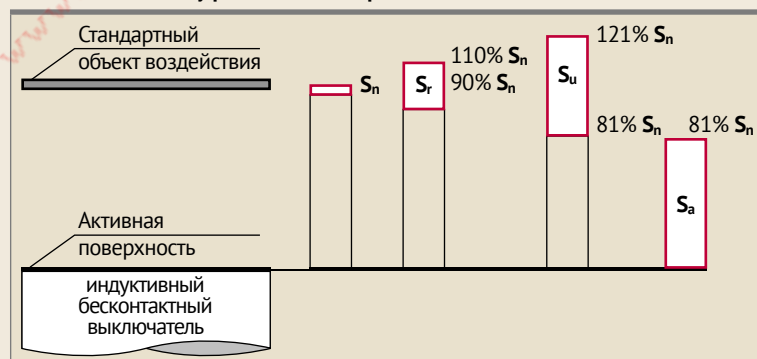 Стандартный
объект воздействия
Sn
Sr
110% Sn
90% Sn
Su
121% Sn
81% Sn
81% Sn
Sa
Активная
поверхность
индуктивный
бесконтактный
выключатель